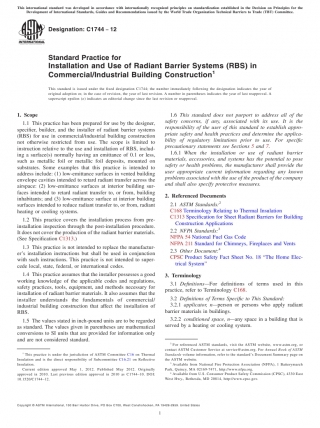 This international standard was developed in accordance with internationally recognized principles on standardization established in the Decision on Principles for the
Development of International Standards, Guides and Recommendations issued by the World Trade Organization Technical Barriers to Trade (TBT) Committee.
Designation: C1744 − 12
Standard Practice for
Installation and Use of Radiant Barrier Systems (RBS) in
Commercial/Industrial Building Construction1
This standard is issued under the fixed designation C1744; the number immediately following the designation indicates the year of
original adoption or, in the case of revision, the year of last revision. A number in parentheses indicates the year of last reapproval. A
superscript epsilon (ε) indicates an editorial change since the last revision or reapproval.
1. Scope
1.1 This practice has been prepared for use by the designer,
specifier, builder, and the installer of radiant barrier systems
(RBS) for use in commercial/industrial building construction
not otherwise restricted from use. The scope is limited to
instruction relative to the use and installation of RBS, includ-
ing a surface(s) normally having an emittance of 0.1 or less,
such as metallic foil or metallic foil deposits, mounted on
substrates. Some examples that this practice is intended to
address include: (1) low-emittance surfaces in vented building
envelope cavities intended to retard radiant transfer across the
airspace; (2) low-emittance surfaces at interior building sur-
faces intended to retard radiant transfer to, or from, building
inhabitants; and (3) low-emittance surface at interior building
surfaces intended to reduce radiant transfer to, or from, radiant
heating or cooling systems.
1.2 This practice covers the installation process from pre-
installation inspection through the post-installation procedure.
It does not cover the production of the radiant barrier materials.
(See Specification C1313.)
1.3 This practice is not intended to replace the manufactur-
er's installation instructions but shall be used in conjunction
with such instructions. This practice is not intended to super-
cede local, state, federal, or international codes.
1.4 This practice assumes that the installer possesses a good
working knowledge of the applicable codes and regulations,
safety practices, tools, equipment, and methods necessary for
installation of radiant barrier materials. It also assumes that the
installer understands the fundamentals of commercial/
industrial building construction that affect the installation of
RBS.
1.5 The values stated in inch-pound units are to be regarded
as standard. The values given in parentheses are mathematical
conversions to SI units that are provided for information only
and are not considered standard.
1 This practice is under the jurisdiction of ASTM Committee C16 on Thermal
Insulation and is the direct responsibility of Subcommittee C16.21 on Reflective
Insulation.
Current edition approved May 1, 2012. Published May 2012. Originally
approved in 2010. Last previous edition approved in 2010 as C1744-10. DOI:
10.1520/C1744-12.
1.6 This standard does not purport to address all of the
safety concerns, if any, associated with its use. It is the
responsibility of the user of this standard to establish appro-
priate safety and health practices and determine the applica-
bility of regulatory limitations prior to use. For specific
precautionary statements see Sections 5 and 7.
1.6.1 When the installation or use of radiant barrier
materials, accessories, and systems has the potential to pose
safety or health problems, the manufacturer shall provide the
user appropriate current information regarding any known
problems associated with the use of the product of the company
and shall also specify protective measures.
2. Referenced Documents
2.1 ASTM Standards:2
C168 Terminology Relating to Thermal Insulation
C1313 Specification for Sheet Radiant Barriers for Building
Construction Applications
2.2 NFPA Standards:3
NFPA 54 National Fuel Gas Code
NFPA 211 Standard for Chimneys, Fireplaces and Vents
2.3 Other Document:4
CPSC Product Safety Fact Sheet No. 18 “The Home Elec-
trical System”
3. Terminology
3.1 Definitions—For definitions of terms used in this
practice, refer to Terminology C168.
3.2 Definitions of Terms Specific to This Standard:
3.2.1 applicators, n—person or persons who apply radiant
barrier materials in buildings.
3.2.2 conditioned space, n—any space in a building that is
served by a heating or cooling system.
2 For referenced ASTM standards, visit the ASTM website, www.astm.org, or
contact ASTM Customer Service at service@astm.org. For Annual Book of ASTM
Standards volume information, refer to the standard's Document Summary page on
the ASTM website.
3 Available from National Fire Protection Association (NFPA), 1 Batterymarch
Park, Quincy, MA 02169-7471, http://www.nfpa.org.
4 Available from U.S. Consumer Product Safety Commission (CPSC), 4330 East
West Hwy., Bethesda, MD 20814, http://www.cpsc.gov.
Copyright © ASTM International, 100 Barr Harbor Drive, PO Box C700, West Conshohocken, PA 19428-2959. United States
1